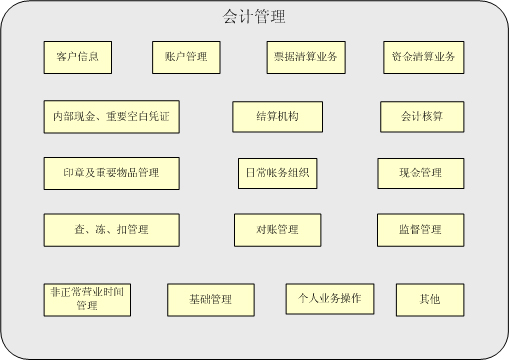 会计管理
客户信息
账户管理
票据清算业务
资金清算业务
内部现金、重要空白凭证
结算机构
会计核算
印章及重要物品管理
日常帐务组织
现金管理
查、冻、扣管理
对账管理
监督管理
非正常营业时间
管理
基础管理
个人业务操作
其他